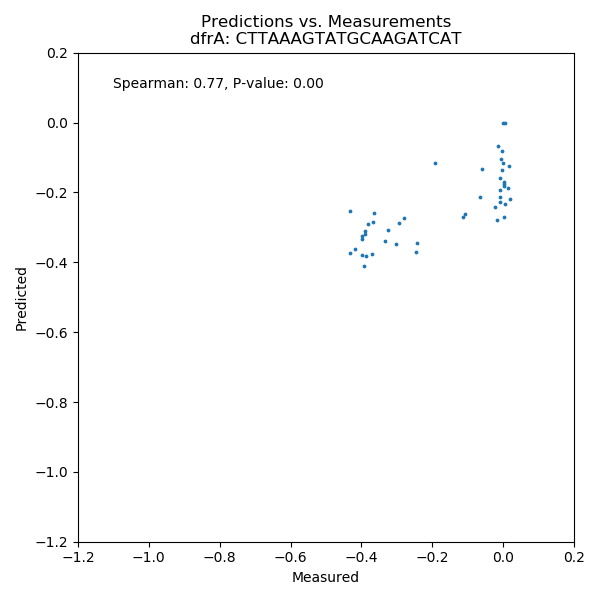 Predictions vs. Measurements
dfrA: CTTAAAGTATGCAAGATCAT
Spearman: 0.77, P-value: 0.00
0.2
0.0
−0.2
−0.4
−0.6
−0.8
−1.0
−1.2
Predicted
−1.2 −1.0 −0.8 −0.6 −0.4 −0.2 0.0 0.2
Measured